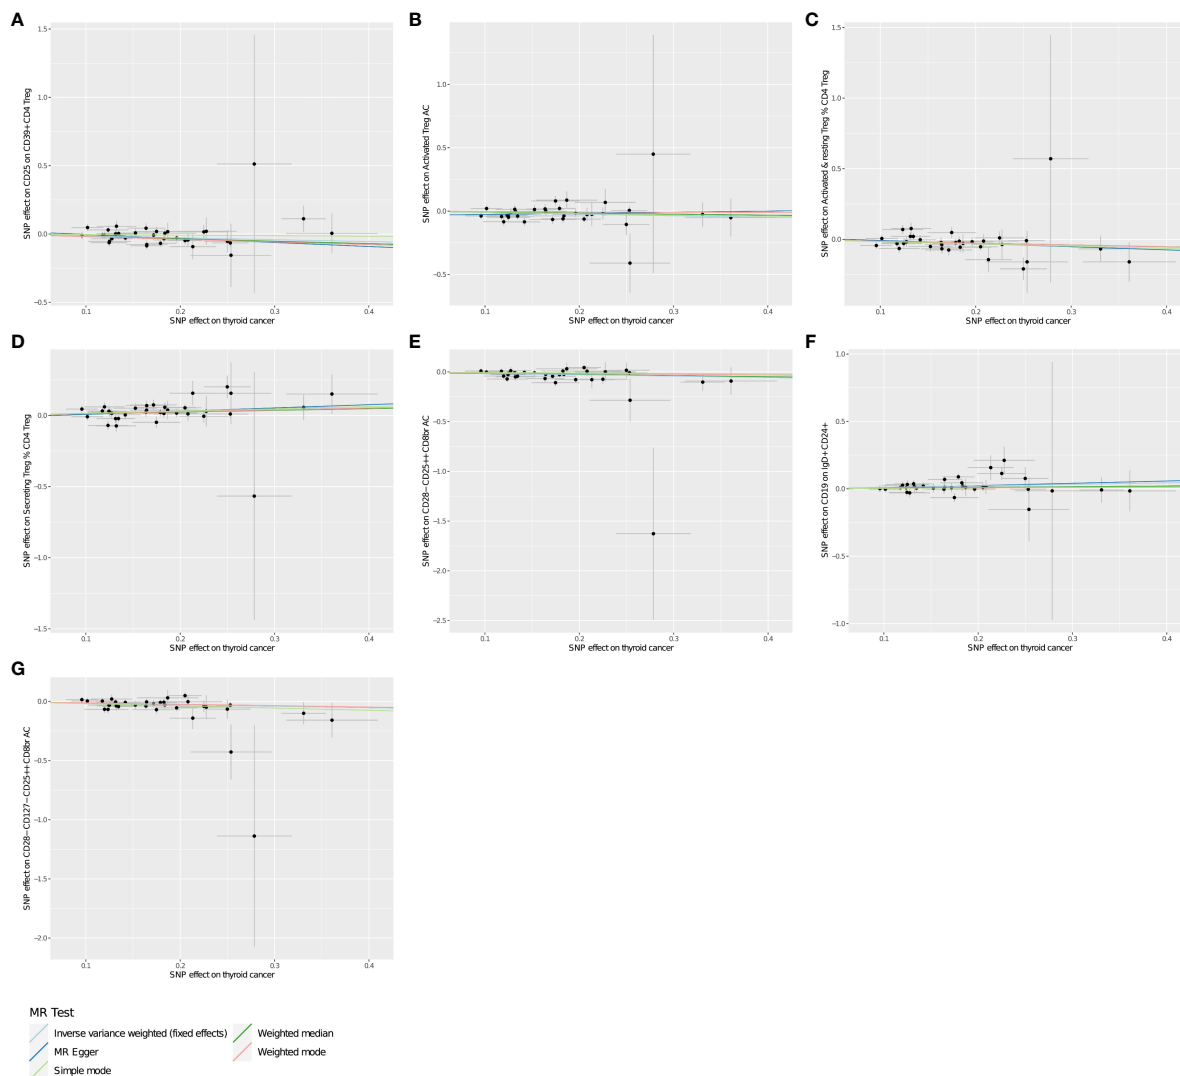 A
SNP effect on CD25 on CD39+ CD4 Treg
1.5
1.0
0.5
0.0
−0.5
0.1 0.2 0.3 0.4
SNP effect on thyroid cancer
B
SNP effect on Activated Treg AC
1.0
0.5
0.0
−0.5
0.1 0.2 0.3 0.4
SNP effect on thyroid cancer
C
SNP effect on Activated & resting Treg % CD4 Treg
1.5
1.0
0.5
0.0
0.1 0.2 0.3 0.4
SNP effect on thyroid cancer
D
SNP effect on Secreting Treg % CD4 Treg
0.0
−0.5
−1.0
−1.5
0.1 0.2 0.3 0.4
SNP effect on thyroid cancer
E
SNP effect on CD28−CD25++CD8br AC
0.0
−0.5
−1.0
−1.5
−2.0
−2.5
0.1 0.2 0.3 0.4
SNP effect on thyroid cancer
F
SNP effect on CD19 on IgD+CD24+
1.0
0.5
0.0
−0.5
−1.0
0.1 0.2 0.3 0.4
SNP effect on thyroid cancer
G
SNP effect on CD28−CD127−CD25++CD8br AC
0.0
−0.5
−1.0
−1.5
−2.0
0.1 0.2 0.3 0.4
SNP effect on thyroid cancer
MR Test
Inverse variance weighted (fixed effects)
MR Egger
Simple mode
Weighted median
Weighted mode